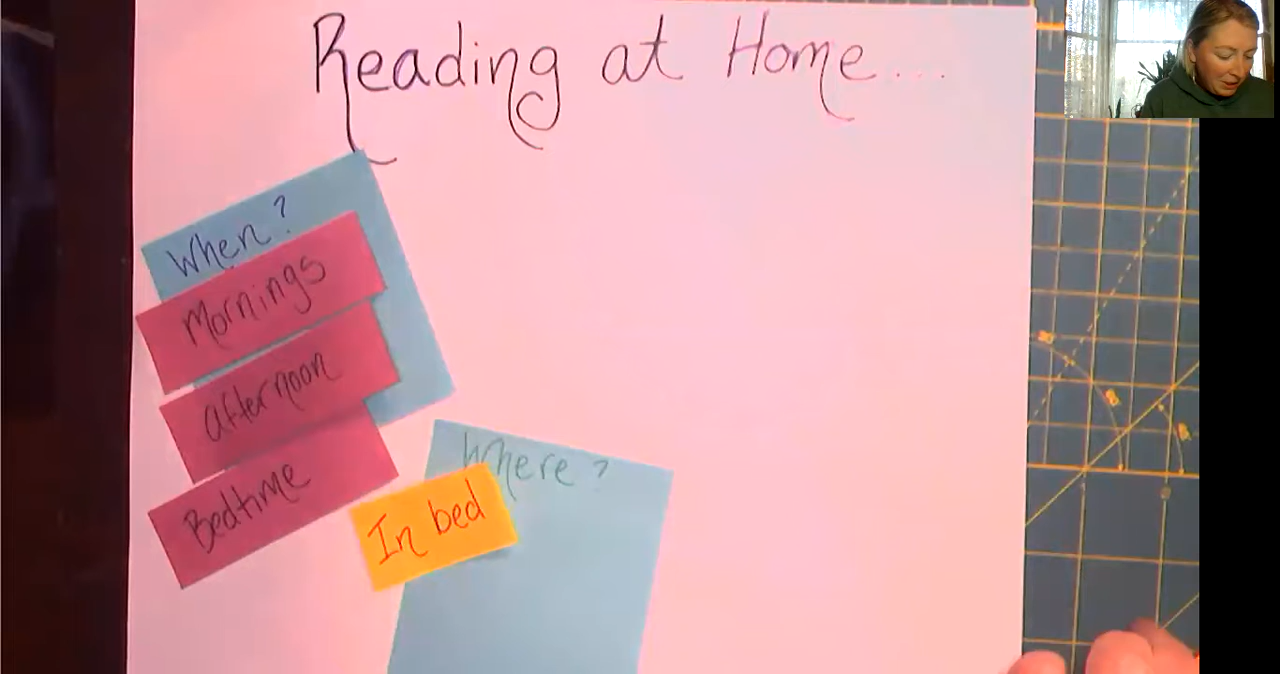 Reading at Home...
When?
Mornings
afternoon
Bedtime
Where?
In bed